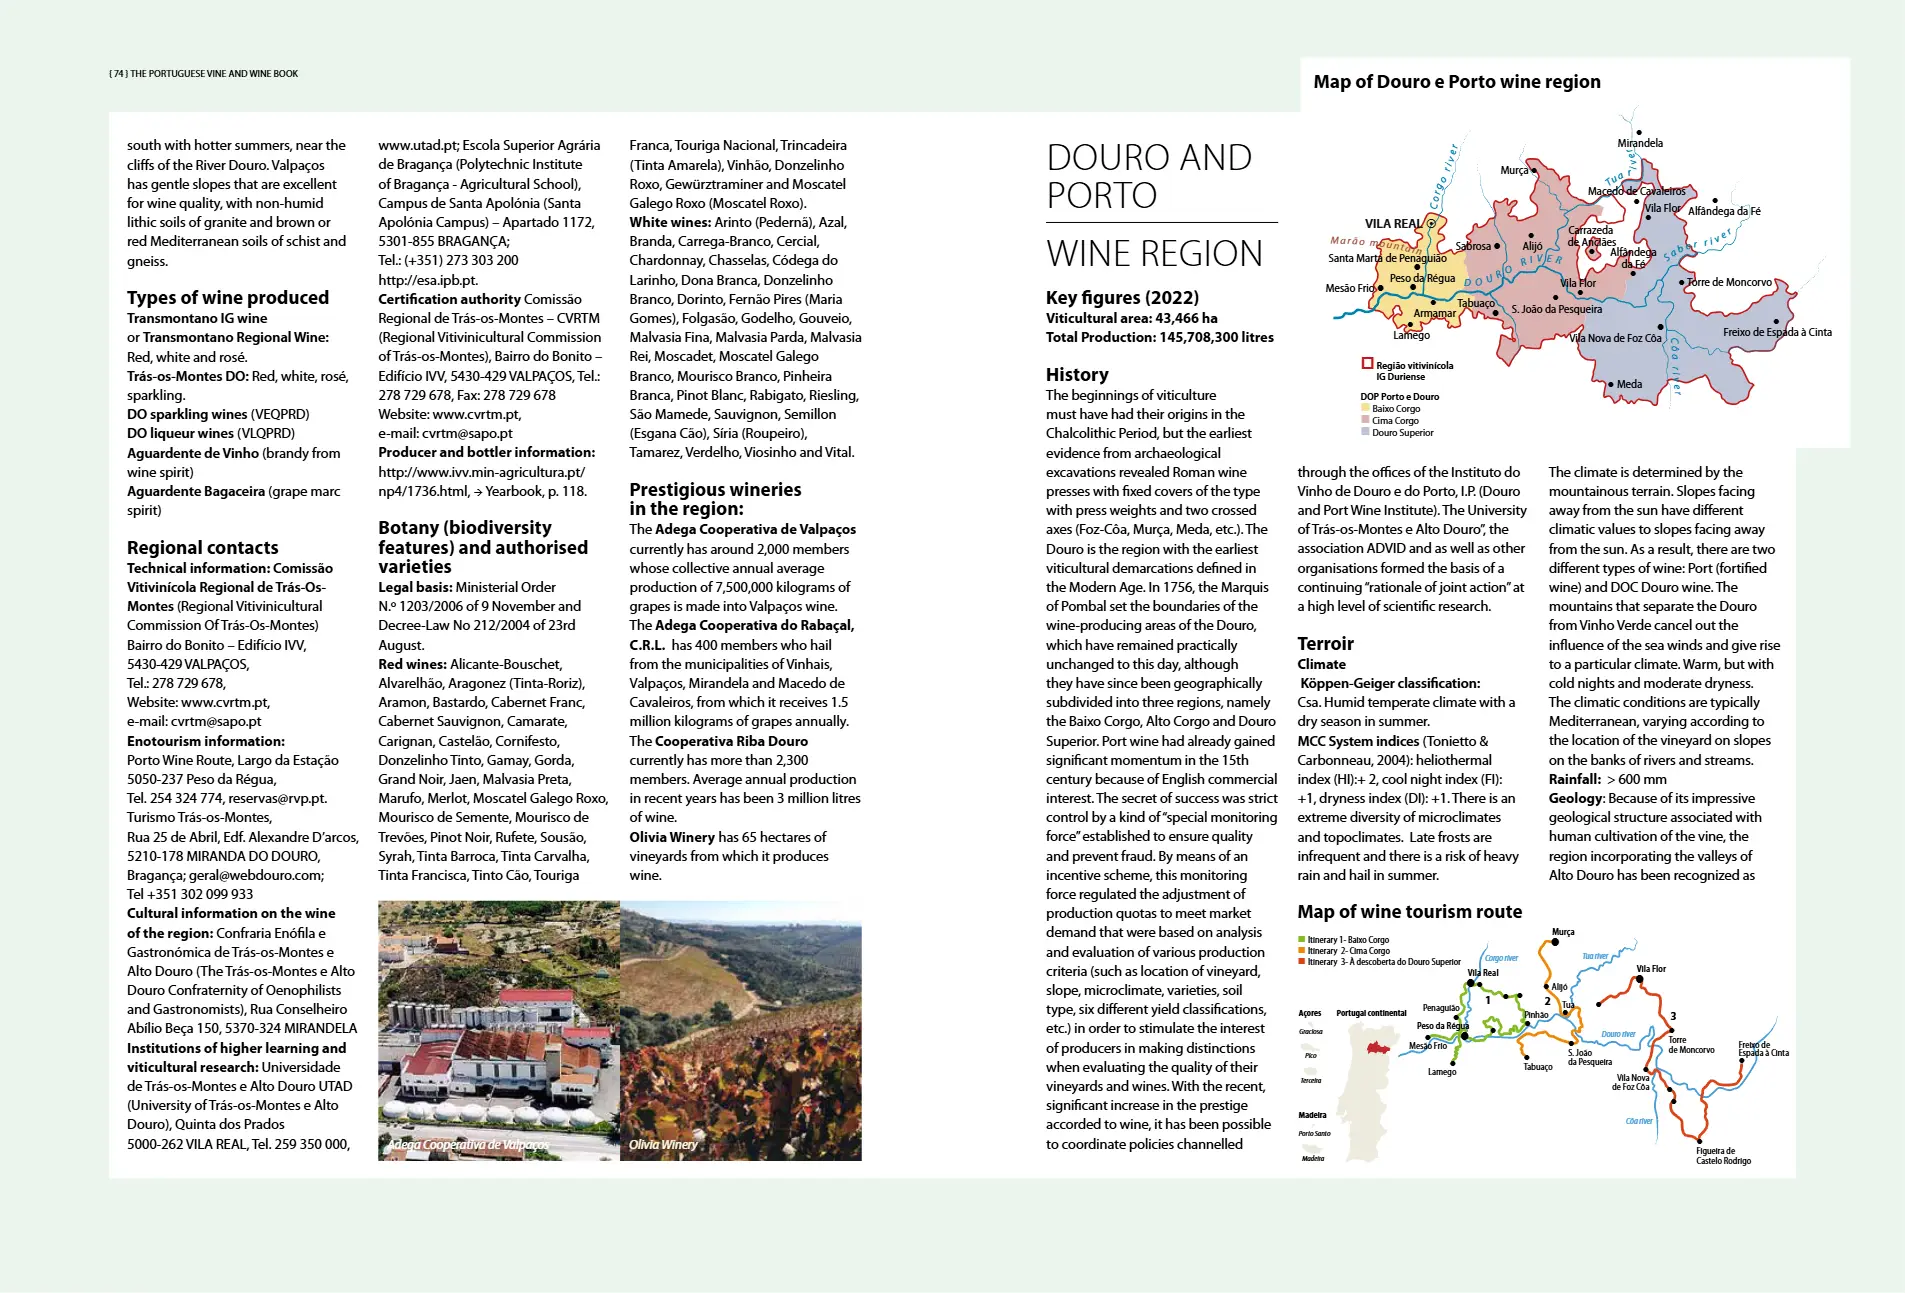 { 74 } THE PORTUGUESE VINE AND WINE BOOK
south with hotter summers, near the
cliffs of the River Douro. Valpaços
has gentle slopes that are excellent
for wine quality, with non-humid
lithic soils of granite and brown or
red Mediterranean soils of schist and
gneiss.
Types of wine produced
Transmontano IG wine
or Transmontano Regional Wine:
Red, white and rosé.
Trás-os-Montes DO: Red, white, rosé,
sparkling.
DO sparkling wines (VEQPRD)
DO liqueur wines (VLQPRD)
Aguardente de Vinho (brandy from
wine spirit)
Aguardente Bagaceira (grape marc
spirit)
Regional contacts
Technical information: Comissão
Vitivinícola Regional de Trás-Os-
Montes (Regional Vitivinicultural
Commission Of Trás-Os-Montes)
Bairro do Bonito – Edifício IVV,
5430-429 VALPAÇOS,
Tel.: 278 729 678,
Website: www.cvrtm.pt,
e-mail: cvrtm@sapo.pt
Enotourism information:
Porto Wine Route, Largo da Estação
5050-237 Peso da Régua,
Tel. 254 324 774, reservas@rvp.pt.
Turismo Trás-os-Montes,
Rua 25 de Abril, Edf. Alexandre D'arcos,
5210-178 MIRANDA DO DOURO,
Bragança; geral@webdouro.com;
Tel +351 302 099 933
Cultural information on the wine
of the region: Confraria Enófila e
Gastronómica de Trás-os-Montes e
Alto Douro (The Trás-os-Montes e Alto
Douro Confraternity of Oenophilists
and Gastronomists), Rua Conselheiro
Abílio Beça 150, 5370-324 MIRANDELA
Institutions of higher learning and
viticultural research: Universidade
de Trás-os-Montes e Alto Douro UTAD
(University of Trás-os-Montes e Alto
Douro), Quinta dos Prados
5000-262 VILA REAL, Tel. 259 350 000,
www.utad.pt; Escola Superior Agrária
de Bragança (Polytechnic Institute
of Bragança - Agricultural School),
Campus de Santa Apolónia (Santa
Apolónia Campus) – Apartado 1172,
5301-855 BRAGANÇA;
Tel.: (+351) 273 303 200
http://esa.ipb.pt.
Certification authority Comissão
Regional de Trás-os-Montes – CVRTM
(Regional Vitivinicultural Commission
of Trás-os-Montes), Bairro do Bonito –
Edifício IVV, 5430-429 VALPAÇOS, Tel.:
278 729 678, Fax: 278 729 678
Website: www.cvrtm.pt,
e-mail: cvrtm@sapo.pt
Producer and bottler information:
http://www.ivv.min-agricultura.pt/
np4/1736.html, → Yearbook, p. 118.
Botany (biodiversity
features) and authorised
varieties
Legal basis: Ministerial Order
N.º 1203/2006 of 9 November and
Decree-Law No 212/2004 of 23rd
August.
Red wines: Alicante-Bouschet,
Alvarelhão, Aragonez (Tinta-Roriz),
Aramon, Bastardo, Cabernet Franc,
Cabernet Sauvignon, Camarate,
Carignan, Castelão, Cornifesto,
Donzelinho Tinto, Gamay, Gorda,
Grand Noir, Jaen, Malvasia Preta,
Marufo, Merlot, Moscatel Galego Roxo,
Mourisco de Semente, Mourisco de
Trevões, Pinot Noir, Rufete, Sousão,
Syrah, Tinta Barroca, Tinta Carvalha,
Tinta Francisca, Tinto Cão, Touriga
Franca, Touriga Nacional, Trincadeira
(Tinta Amarela), Vinhão, Donzelinho
Roxo, Gewürztraminer and Moscatel
Galego Roxo (Moscatel Roxo).
White wines: Arinto (Pedernã), Azal,
Branda, Carrega-Branco, Cercial,
Chardonnay, Chasselas, Códega do
Larinho, Dona Branca, Donzelinho
Branco, Dorinto, Fernão Pires (Maria
Gomes), Folgasão, Godelho, Gouveio,
Malvasia Fina, Malvasia Parda, Malvasia
Rei, Moscadet, Moscatel Galego
Branco, Mourisco Branco, Pinheira
Branca, Pinot Blanc, Rabigato, Riesling,
São Mamede, Sauvignon, Semillon
(Esgana Cão), Síria (Roupeiro),
Tamarez, Verdelho, Viosinho and Vital.
Prestigious wineries
in the region:
The Adega Cooperativa de Valpaços
currently has around 2,000 members
whose collective annual average
production of 7,500,000 kilograms of
grapes is made into Valpaços wine.
The Adega Cooperativa do Rabaçal,
C.R.L. has 400 members who hail
from the municipalities of Vinhais,
Valpaços, Mirandela and Macedo de
Cavaleiros, from which it receives 1.5
million kilograms of grapes annually.
The Cooperativa Riba Douro
currently has more than 2,300
members. Average annual production
in recent years has been 3 million litres
of wine.
Olivia Winery has 65 hectares of
vineyards from which it produces
wine.
Adega Cooperativa de Valpaços
Olivia Winery
DOURO AND
PORTO
WINE REGION
Key figures (2022)
Viticultural area: 43,466 ha
Total Production: 145,708,300 litres
History
The beginnings of viticulture
must have had their origins in the
Chalcolithic Period, but the earliest
evidence from archaeological
excavations revealed Roman wine
presses with fixed covers of the type
with press weights and two crossed
axes (Foz-Côa, Murça, Meda, etc.). The
Douro is the region with the earliest
viticultural demarcations defined in
the Modern Age. In 1756, the Marquis
of Pombal set the boundaries of the
wine-producing areas of the Douro,
which have remained practically
unchanged to this day, although
they have since been geographically
subdivided into three regions, namely
the Baixo Corgo, Alto Corgo and Douro
Superior. Port wine had already gained
significant momentum in the 15th
century because of English commercial
interest. The secret of success was strict
control by a kind of "special monitoring
force" established to ensure quality
and prevent fraud. By means of an
incentive scheme, this monitoring
force regulated the adjustment of
production quotas to meet market
demand that were based on analysis
and evaluation of various production
criteria (such as location of vineyard,
slope, microclimate, varieties, soil
type, six different yield classifications,
etc.) in order to stimulate the interest
of producers in making distinctions
when evaluating the quality of their
vineyards and wines. With the recent,
significant increase in the prestige
accorded to wine, it has been possible
to coordinate policies channelled
Map of Douro e Porto wine region
Mirandela
Murça
Tua river
Corgo river
Macedo de Cavaleiros
Vila Flor
Alfândega da Fé
VILA REAL
Marão mountain
Carrazeda
de Anciães
Sabrosa
Alijó
Alfândega
da Fé
Sabor river
Santa Marta de Penaguião
DOURO RIVER
Peso da Régua
Mesão Frio
Vila Flor
Torre de Moncorvo
Tabuaço
Armamar
S. João da Pesqueira
Lamego
Vila Nova de Foz Côa
Freixo de Espada à Cinta
Côa river
Meda
Região vitivinícola
IG Duriense
DOP Porto e Douro
Baixo Corgo
Cima Corgo
Douro Superior
through the offices of the Instituto do
Vinho de Douro e do Porto, I.P. (Douro
and Port Wine Institute). The University
of Trás-os-Montes e Alto Douro", the
association ADVID and as well as other
organisations formed the basis of a
continuing "rationale of joint action" at
a high level of scientific research.
Terroir
Climate
Köppen-Geiger classification:
Csa. Humid temperate climate with a
dry season in summer.
MCC System indices (Tonietto &
Carbonneau, 2004): heliothermal
index (HI):+ 2, cool night index (FI):
+1, dryness index (DI): +1. There is an
extreme diversity of microclimates
and topoclimates. Late frosts are
infrequent and there is a risk of heavy
rain and hail in summer.
The climate is determined by the
mountainous terrain. Slopes facing
away from the sun have different
climatic values to slopes facing away
from the sun. As a result, there are two
different types of wine: Port (fortified
wine) and DOC Douro wine. The
mountains that separate the Douro
from Vinho Verde cancel out the
influence of the sea winds and give rise
to a particular climate. Warm, but with
cold nights and moderate dryness.
The climatic conditions are typically
Mediterranean, varying according to
the location of the vineyard on slopes
on the banks of rivers and streams.
Rainfall: > 600 mm
Geology: Because of its impressive
geological structure associated with
human cultivation of the vine, the
region incorporating the valleys of
Alto Douro has been recognized as
Map of wine tourism route
Itinerary 1- Baixo Corgo
Itinerary 2- Cima Corgo
Itinerary 3- À descoberta do Douro Superior
Murça
Corgo river
Tua river
Vila Real
Vila Flor
Alijó
1
2
Tua
Penaguião
Pinhão
3
Açores
Portugal continental
Graciosa
Peso da Régua
Douro river
Mesão Frio
Torre
de Moncorvo
Freixo de
Espada à Cinta
Pico
S. João
da Pesqueira
Lamego
Tabuaço
Terceira
Vila Nova
de Foz Côa
Madeira
Côa river
Porto Santo
Madeira
Figueira de
Castelo Rodrigo